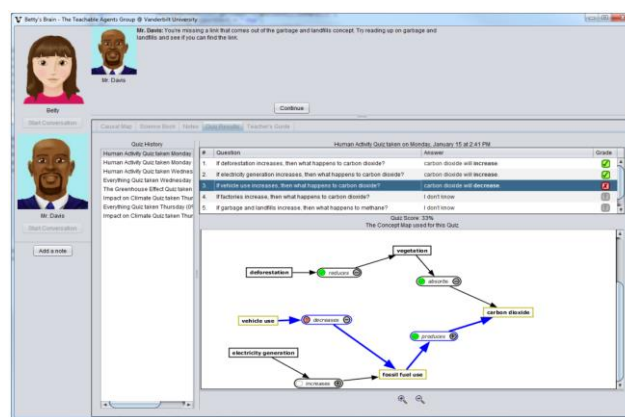 Betty's Brain - The Teachable Agents Group @ Vanderbilt University
Mr. Davis: You're missing a link that comes out of the garbage and landfills concept. Try reading up on garbage and
landfills and see if you can find the link.
Mr. Davis
Betty
Start Conversation
Continue
Causal Map Science Book Notes Quiz Results Teacher's Guide
Mr. Davis
Start Conversation
Add a note
Quiz History
Human Activity Quiz taken Monday
Human Activity Quiz taken Monday
Human Activity Quiz taken Wednes
Everything Quiz taken Wednesday
The Greenhouse Effect Quiz taken
Impact on Climate Quiz taken Thur
Everything Quiz taken Thursday
Impact on Climate Quiz taken Thur
Human Activity Quiz taken on Monday, January 15 at 2:41 PM
# Question Answer Grade
1. If deforestation increases, then what happens to carbon dioxide? carbon dioxide will increase.
2. If electricity generation increases, then what happens to carbon dioxide? carbon dioxide will increase.
3. If vehicle use increases, then what happens to carbon dioxide? carbon dioxide will decrease.
4. If factories increase, then what happens to carbon dioxide? I don't know
5. If garbage and landfills increase, then what happens to methane? I don't know
Quiz Score: 33%
The Concept Map used for this Quiz
vegetation
deforestation
reduces
absorbs
carbon dioxide
vehicle use
decreases
produces
electricity generation
fossil fuel use
increases